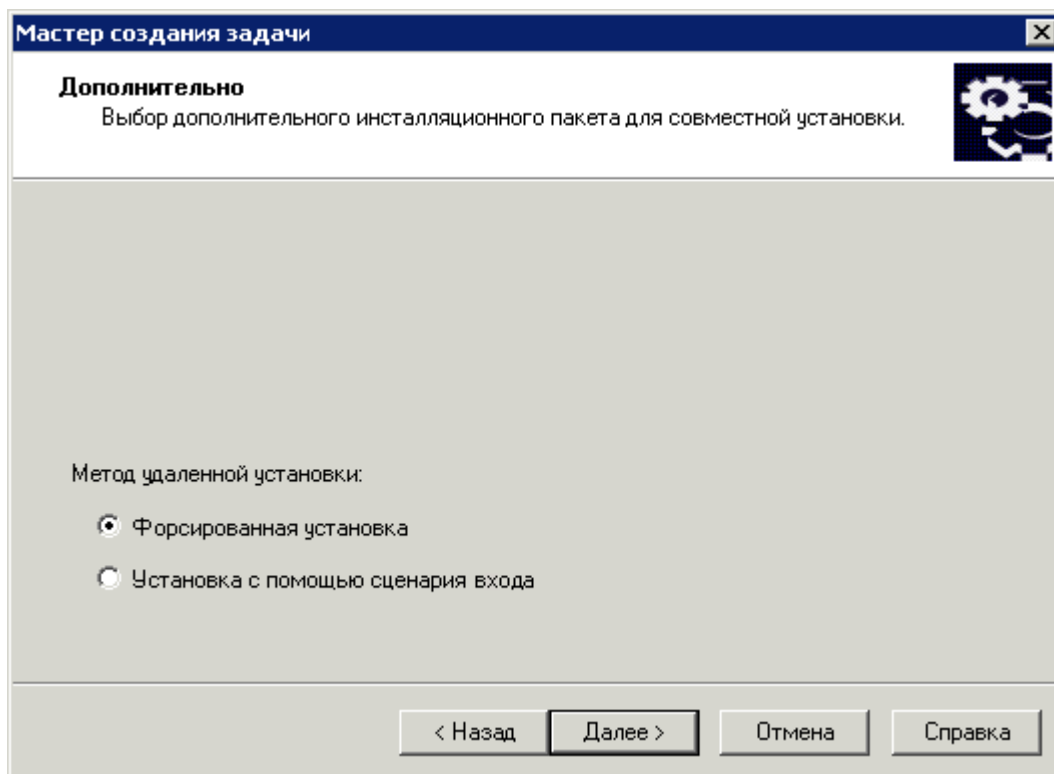 Мастер создания задачи
Дополнительно
Выбор дополнительного инсталляционного пакета для совместной установки.
Метод удаленной установки:
Форсированная установка
Установка с помощью сценария входа
< Назад Далее > Отмена Справка